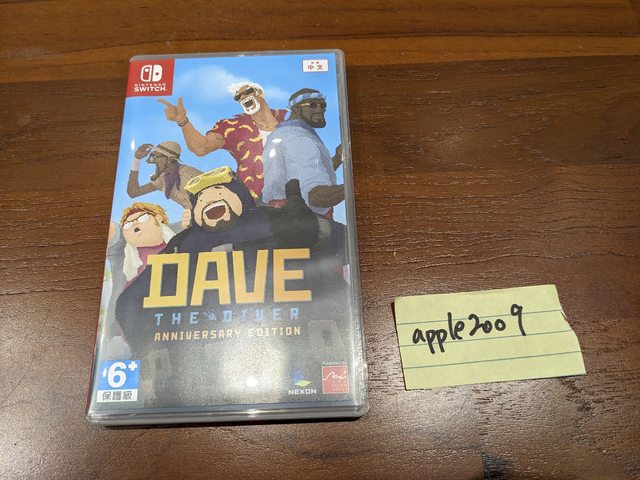 NINTENDO
SWITCH
中文
DAVE
THE DIVER
ANNIVERSARY EDITION
6+
保護級
NEXON
apple2009